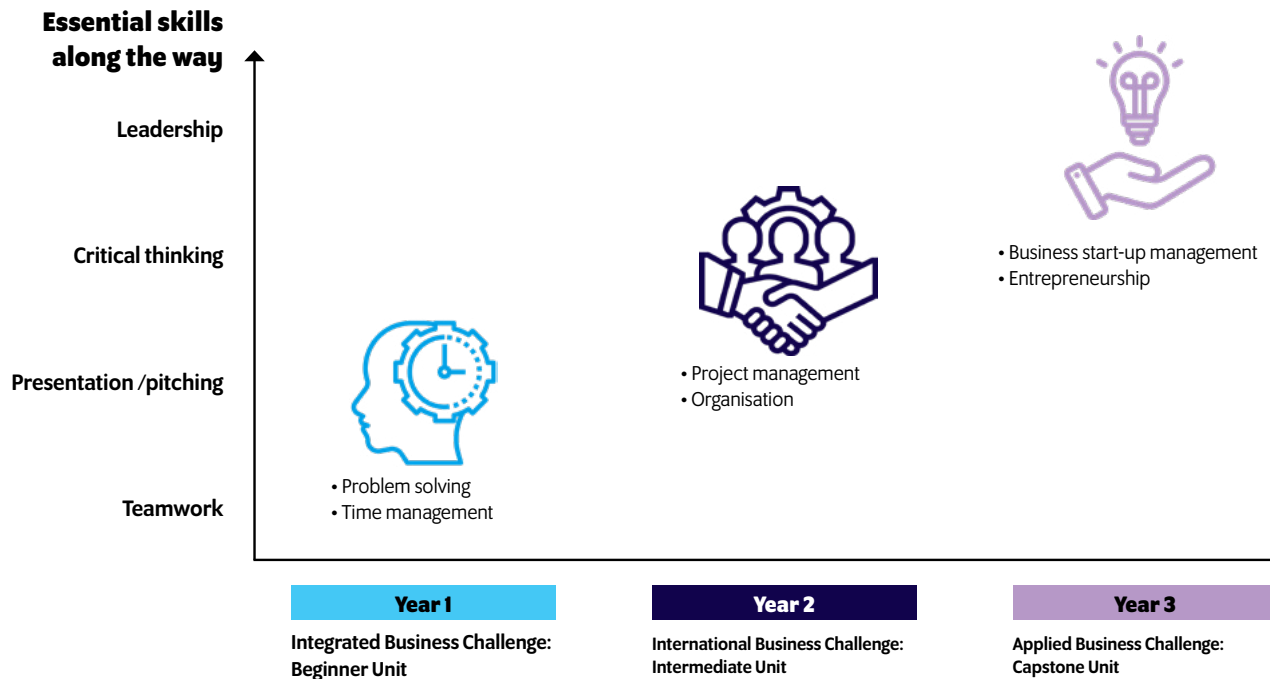 Essential skills
along the way
Leadership
Critical thinking
• Business start-up management
• Entrepreneurship
Presentation /pitching
• Project management
• Organisation
Teamwork
• Problem solving
• Time management
Year 1
Year 2
Year 3
Integrated Business Challenge:
Beginner Unit
International Business Challenge:
Intermediate Unit
Applied Business Challenge:
Capstone Unit